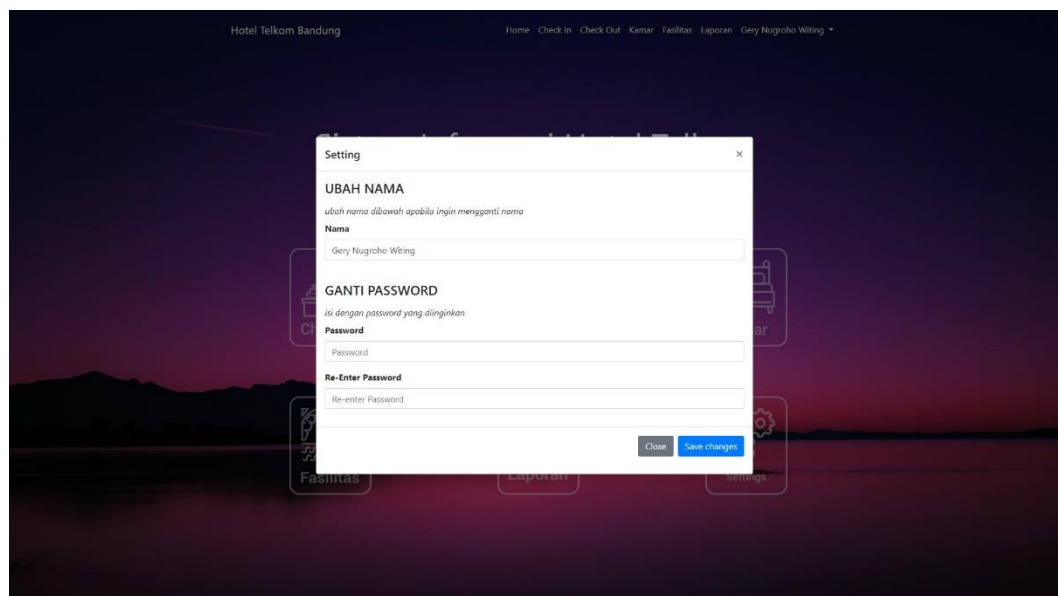 Hotel Telkom Bandung
Home Check In Check Out Kamar Fasilitas Laporan Gery Nugroho Witing
Setting ×
UBAH NAMA
ubah nama dibawah apabila ingin mengganti nama
Nama
Gery Nugroho Witing
GANTI PASSWORD
isi dengan password yang diinginkan
Password
Password
Re-Enter Password
Re-enter Password
Close Save changes
Fasilitas Laporan Settings